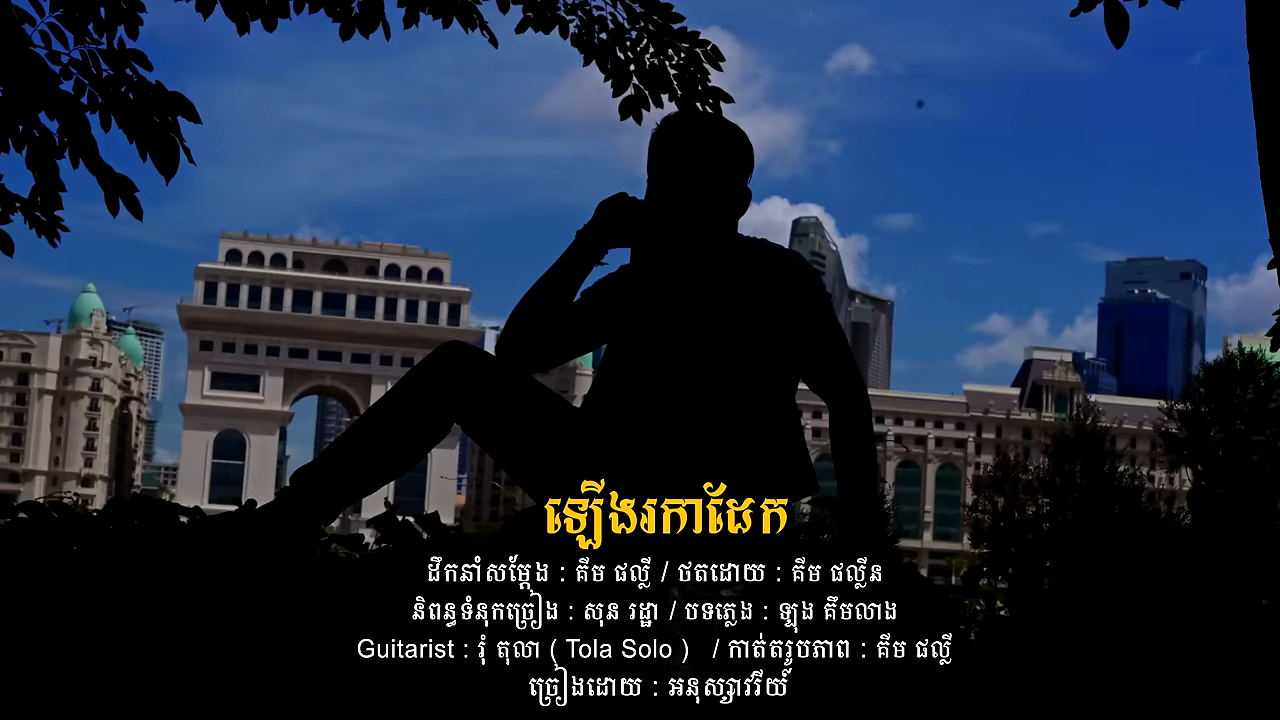 ឡើងរកាដែក
ដឹកនាំសម្ដែង : គីម ផល្លី / ថតដោយ : គីម ផល្លីន
និពន្ធទំនុកច្រៀង : សុន រដ្ឋា / បទភ្លេង : ឡុង គឹមលាង
Guitarist : រុំ តុលា ( Tola Solo ) / កាត់តរូបភាព : គីម ផល្លី
ច្រៀងដោយ : អនុស្សាវរីយ៍